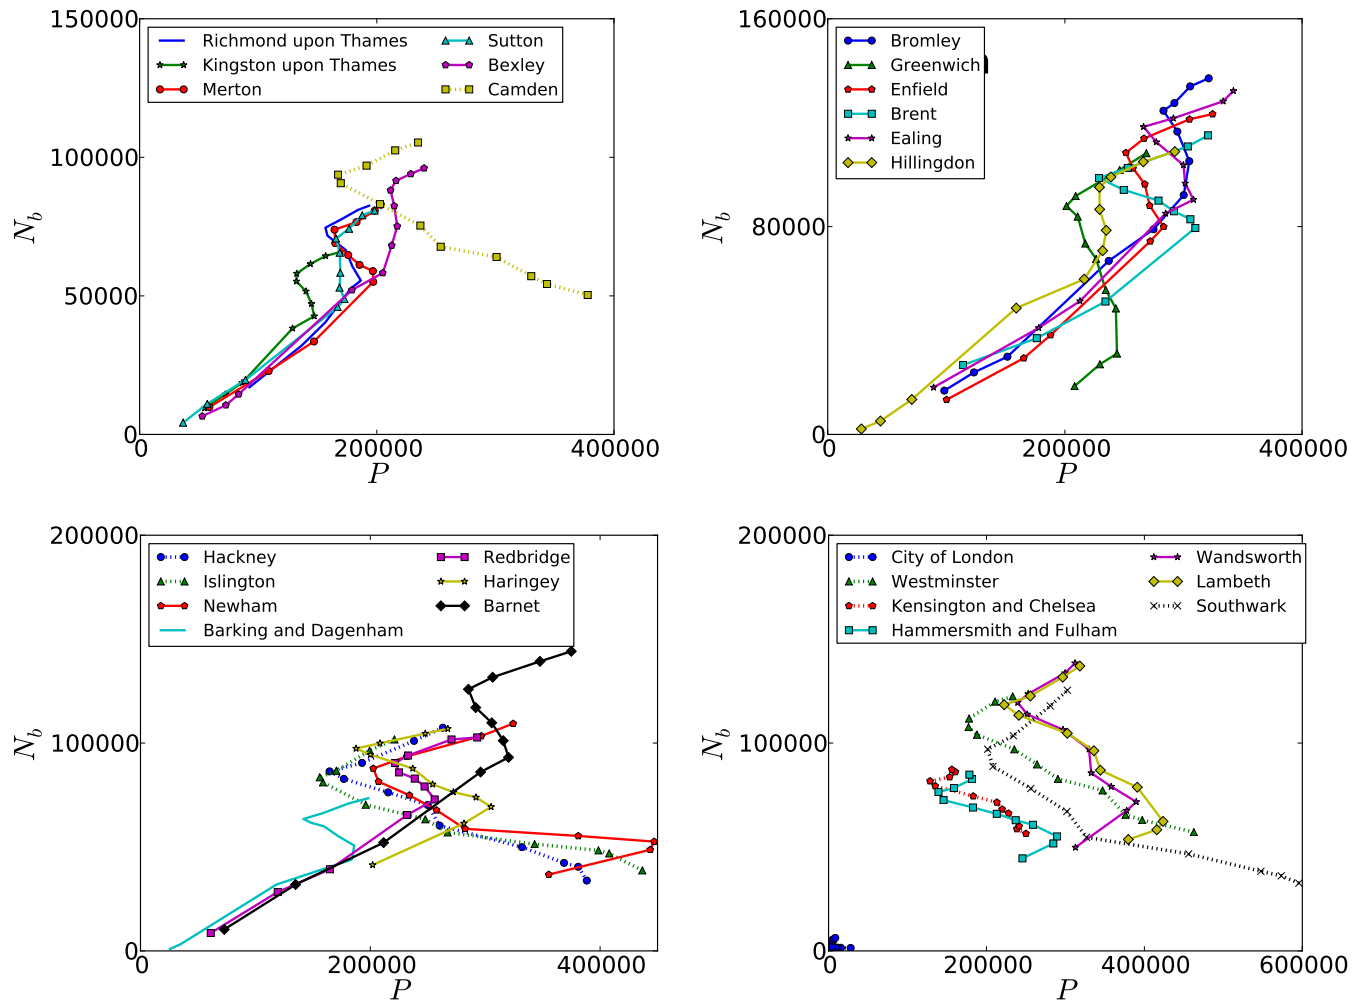 150000
100000
50000
0
0
200000
400000
P
N_b
Richmond upon Thames
Kingston upon Thames
Merton
Sutton
Bexley
Camden
160000
80000
0
0
200000
400000
P
N_b
Bromley
Greenwich
Enfield
Brent
Ealing
Hillingdon
200000
100000
0
0
200000
400000
P
N_b
Hackney
Islington
Newham
Barking and Dagenham
Redbridge
Haringey
Barnet
200000
100000
0
0
200000
400000
600000
P
N_b
City of London
Westminster
Kensington and Chelsea
Hammersmith and Fulham
Wandsworth
Lambeth
Southwark